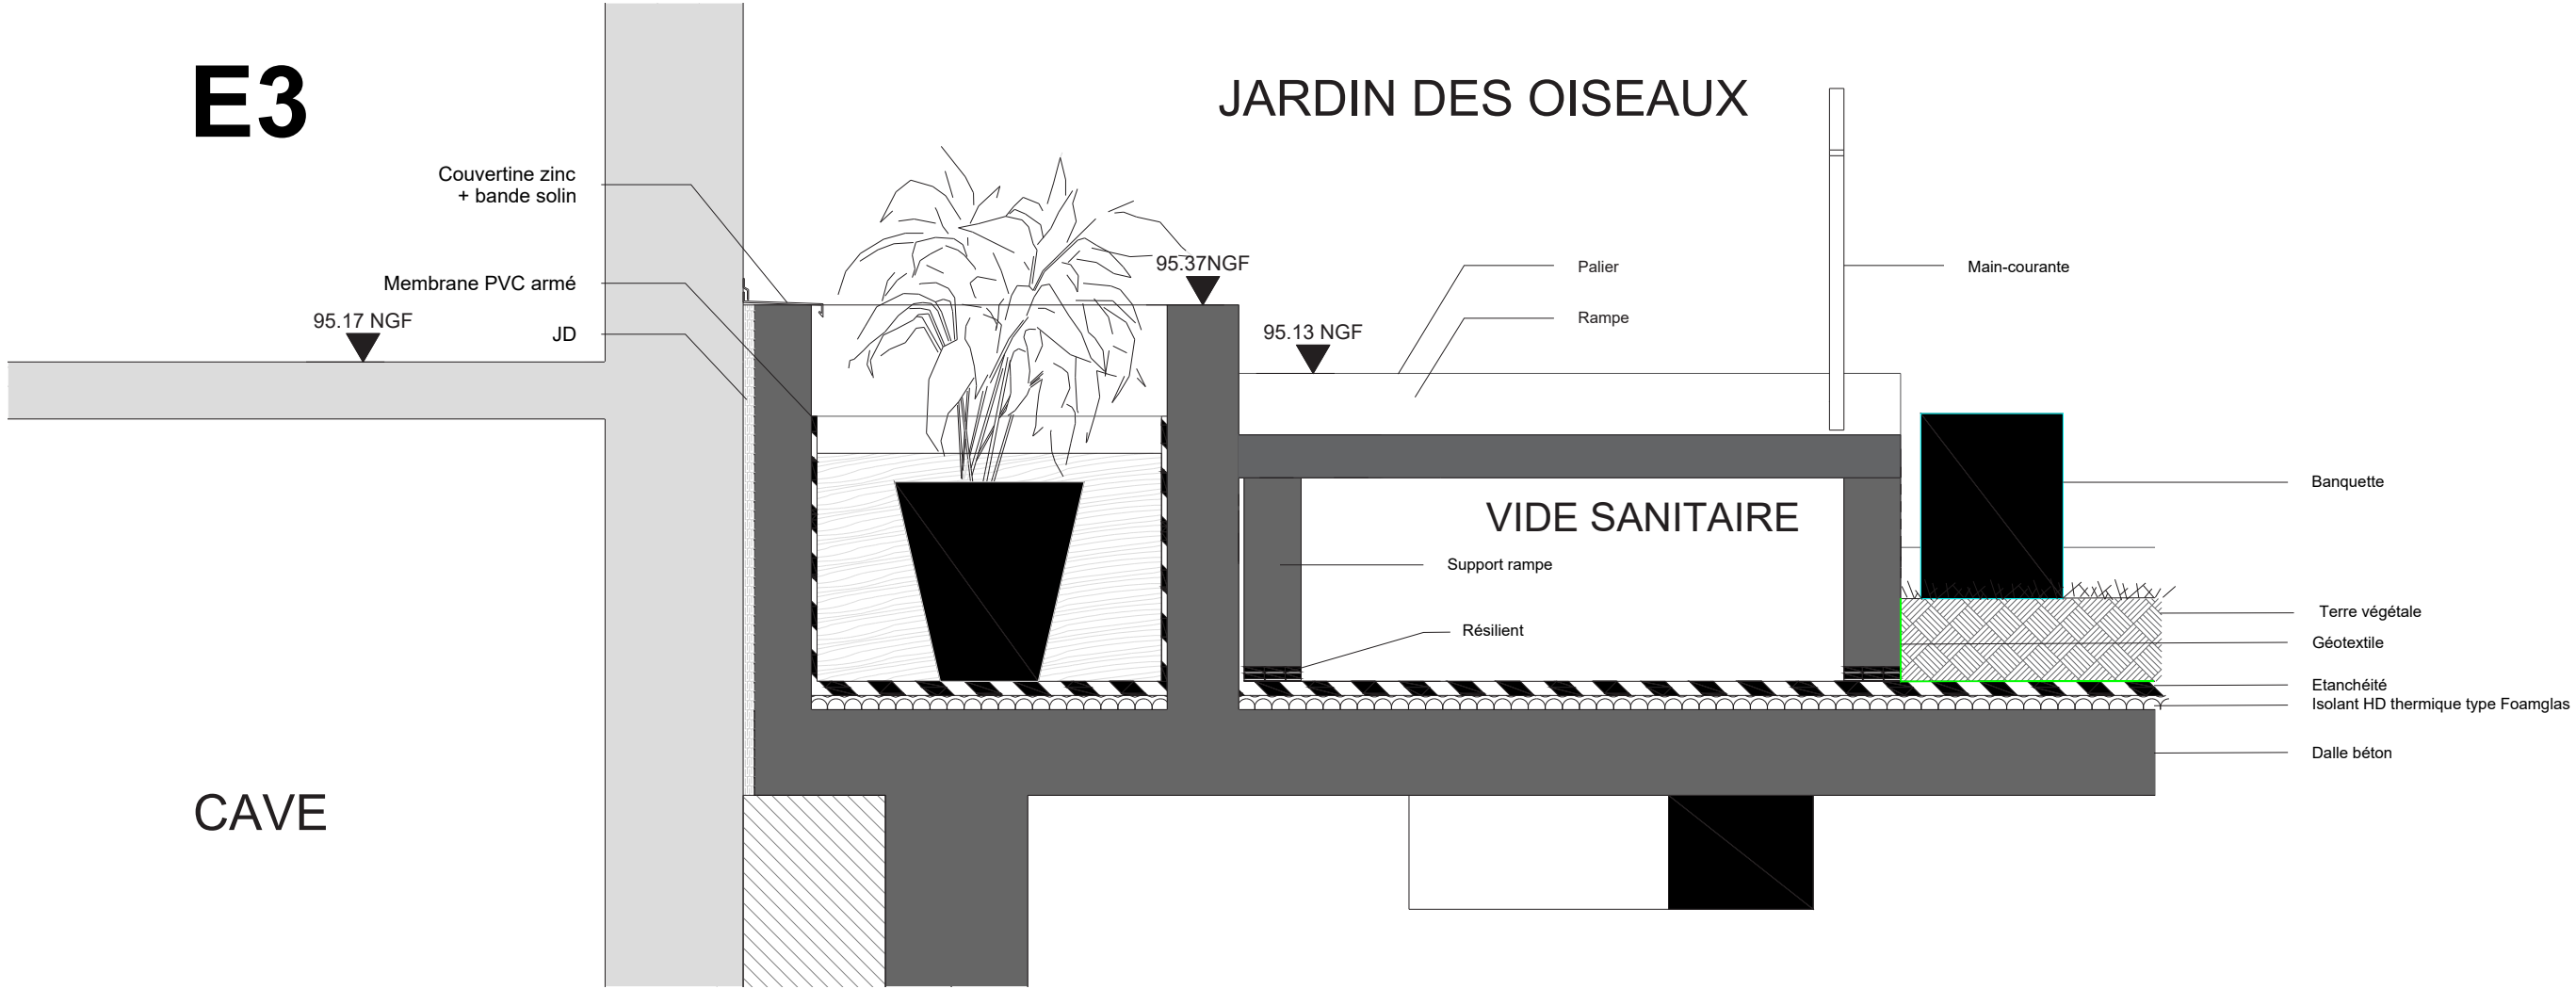 E3
JARDIN DES OISEAUX
Couvertine zinc
+ bande solin
Membrane PVC armé
95.17 NGF
JD
95.37NGF
95.13 NGF
Palier
Rampe
Main-courante
VIDE SANITAIRE
Support rampe
Résilient
Banquette
Terre végétale
Géotextile
Etanchéité
Isolant HD thermique type Foamglas
Dalle béton
CAVE